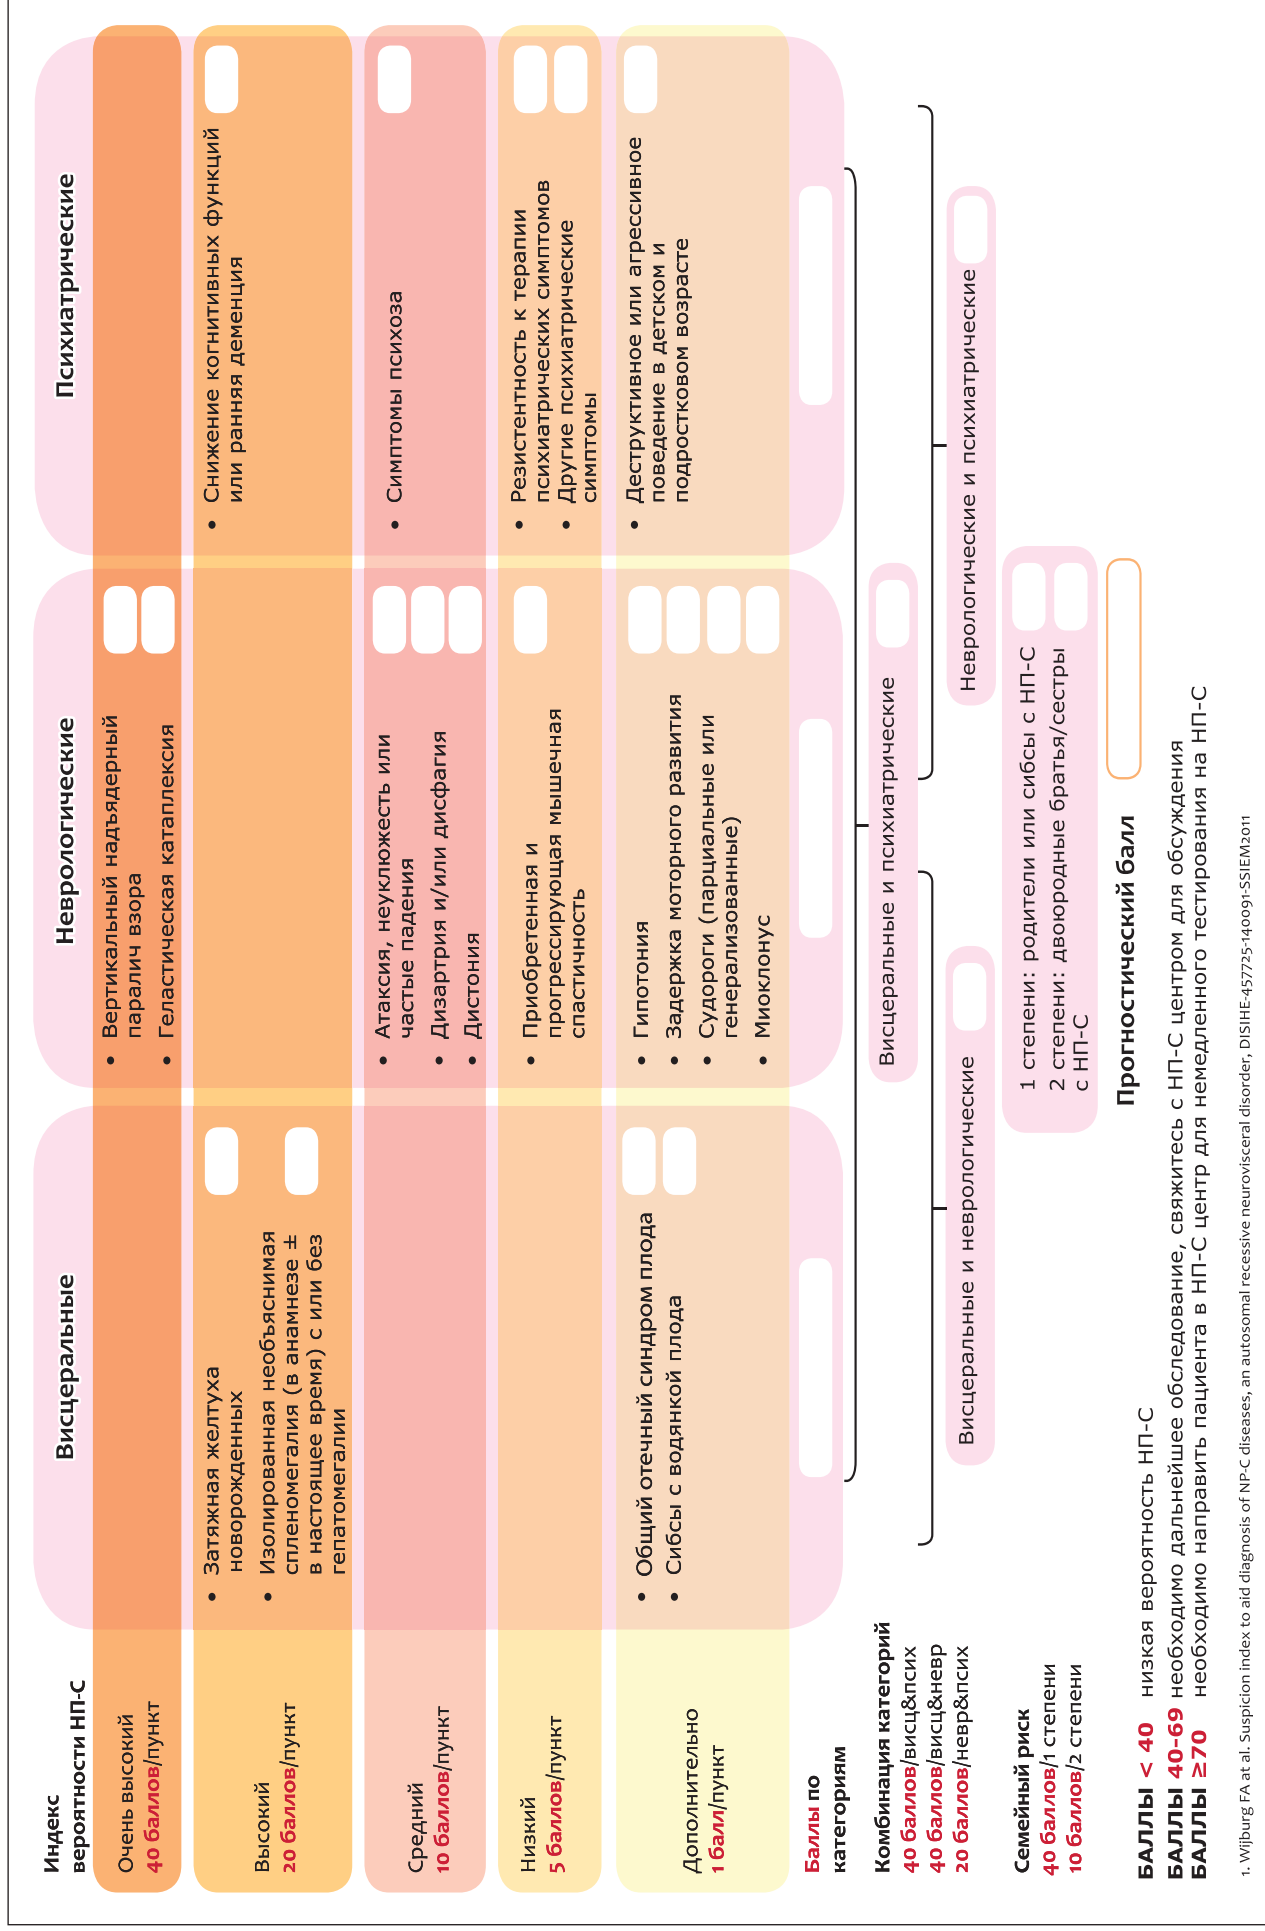 Индекс
вероятности НП-С
Висцеральные
Неврологические
Психиатрические
Очень высокий
40 баллов/пункт
• Вертикальный надъядерный
паралич взора
• Геластическая катаплексия
Высокий
20 баллов/пункт
• Затяжная желтуха
новорожденных
• Изолированная необъяснимая
спленомегалия (в анамнезе ±
в настоящее время) с или без
гепатомегалии
• Снижение когнитивных функций
или ранняя деменция
Средний
10 баллов/пункт
• Атаксия, неуклюжесть или
частые падения
• Дизартрия и/или дисфагия
• Дистония
• Симптомы психоза
Низкий
5 баллов/пункт
• Приобретенная и
прогрессирующая мышечная
спастичность
• Резистентность к терапии
психиатрических симптомов
• Другие психиатрические
симптомы
Дополнительно
1 балл/пункт
• Общий отечный синдром плода
• Сибсы с водянкой плода
• Гипотония
• Задержка моторного развития
• Судороги (парциальные или
генерализованные)
• Миоклонус
• Деструктивное или агрессивное
поведение в детском и
подростковом возрасте
Баллы по
категориям
Комбинация категорий
40 баллов/висц&псих
40 баллов/висц&невр
20 баллов/невр&псих
Висцеральные и психиатрические
Висцеральные и неврологические
Неврологические и психиатрические
Семейный риск
40 баллов/1 степени
10 баллов/2 степени
1 степени: родители или сибсы с НП-С
2 степени: двоюродные братья/сестры
с НП-С
Прогностический балл
БАЛЛЫ < 40 низкая вероятность НП-С
БАЛЛЫ 40-69 необходимо дальнейшее обследование, свяжитесь с НП-С центром для обсуждения
БАЛЛЫ ≥70 необходимо направить пациента в НП-С центр для немедленного тестирования на НП-С
1. Wijburg FA at al. Suspicion index to aid diagnosis of NP-C diseases, an autosomal recessive neurovisceral disorder, DISIHE-457725-140091-SSIEM2011